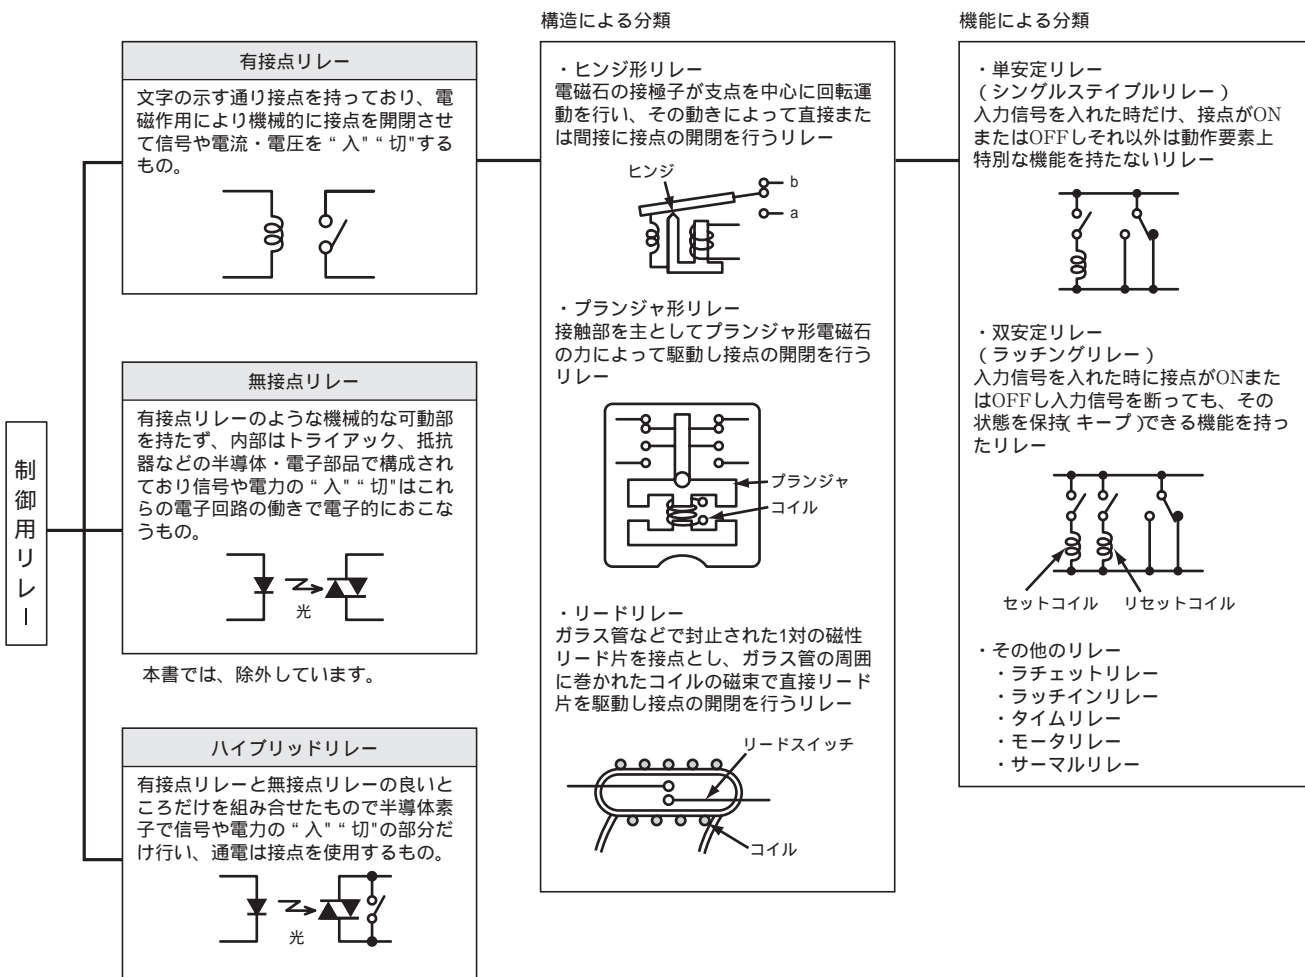 制御用リレー
有接点リレー
文字の示す通り接点を持っており、電
磁作用により機械的に接点を開閉させ
て信号や電流・電圧を“入"“切"する
もの。
無接点リレー
有接点リレーのような機械的な可動部
を持たず、内部はトライアック、抵抗
器などの半導体・電子部品で構成され
ており信号や電力の“入"“切"はこれ
らの電子回路の働きで電子的におこな
うもの。
光
本書では、除外しています。
ハイブリッドリレー
有接点リレーと無接点リレーの良いと
ころだけを組み合せたもので半導体素
子で信号や電力の“入"“切"の部分だ
け行い、通電は接点を使用するもの。
光
構造による分類
・ヒンジ形リレー
電磁石の接極子が支点を中心に回転運
動を行い、その動きによって直接また
は間接に接点の開閉を行うリレー
ヒンジ
b
a
・プランジャ形リレー
接触部を主としてプランジャ形電磁石
の力によって駆動し接点の開閉を行う
リレー
プランジャ
コイル
・リードリレー
ガラス管などで封止された1対の磁性
リード片を接点とし、ガラス管の周囲
に巻かれたコイルの磁束で直接リード
片を駆動し接点の開閉を行うリレー
リードスイッチ
コイル
機能による分類
・単安定リレー
(シングルステイブルリレー)
入力信号を入れた時だけ、接点がON
またはOFFしそれ以外は動作要素上
特別な機能を持たないリレー
・双安定リレー
(ラッチングリレー)
入力信号を入れた時に接点がONまた
はOFFし入力信号を断っても、その
状態を保持(キープ)できる機能を持っ
たリレー
セットコイル リセットコイル
・その他のリレー
・ラチェットリレー
・ラッチインリレー
・タイムリレー
・モータリレー
・サーマルリレー